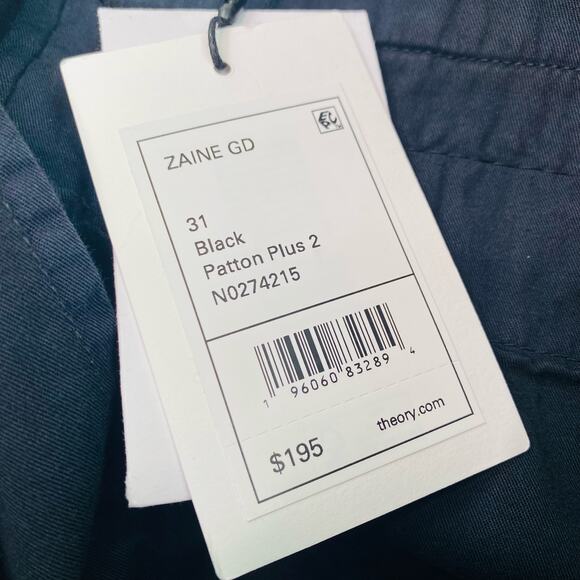 ZAINE GD
31
Black
Patton Plus 2
N0274215
1 96060 83289 4
$195
theory.com